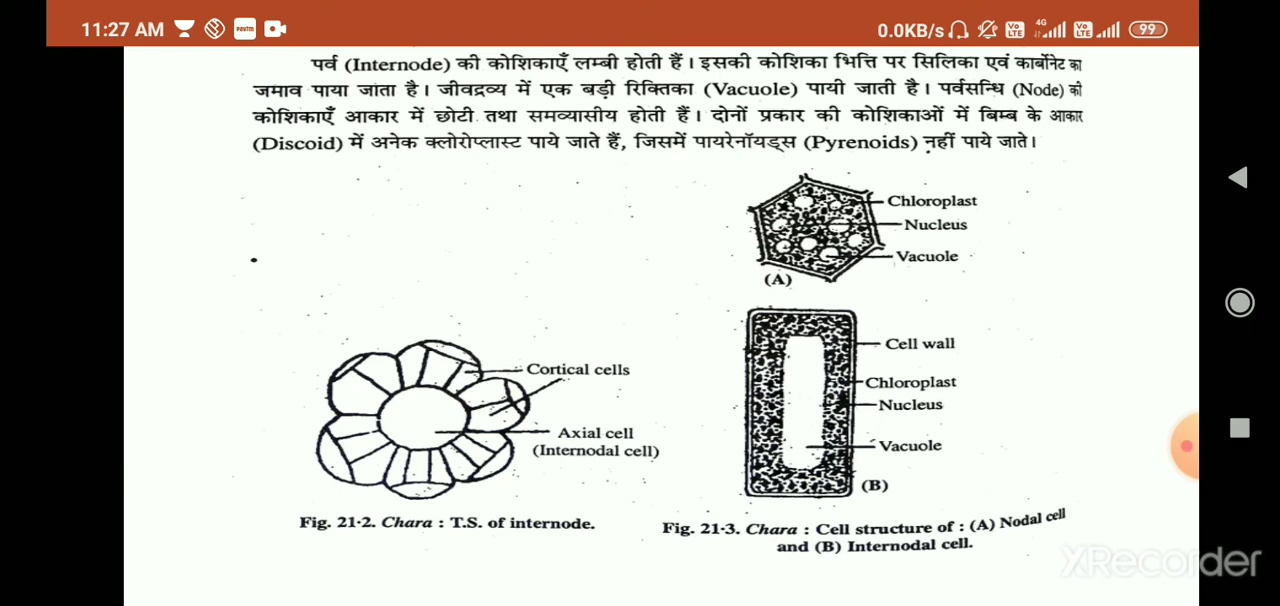 11:27 AM
0.0KB/s
4G
99
पर्व (Internode) की कोशिकाएँ लम्बी होती हैं। इसकी कोशिका भित्ति पर सिलिका एवं कार्बोनेट का
जमाव पाया जाता है। जीवद्रव्य में एक बड़ी रिक्तिका (Vacuole) पायी जाती है। पर्वसन्धि (Node) की
कोशिकाएँ आकार में छोटी तथा समव्यासीय होती हैं। दोनों प्रकार की कोशिकाओं में बिम्ब के आकार
(Discoid) में अनेक क्लोरोप्लास्ट पाये जाते हैं, जिसमें पायरेनॉयड्स (Pyrenoids) नहीं पाये जाते।
Chloroplast
Nucleus
Vacuole
(A)
Cell wall
Chloroplast
Nucleus
Vacuole
(B)
Cortical cells
Axial cell
(Internodal cell)
Fig. 21·2. Chara : T.S. of internode.
Fig. 21·3. Chara : Cell structure of : (A) Nodal cell
and (B) Internodal cell.
XRecorder